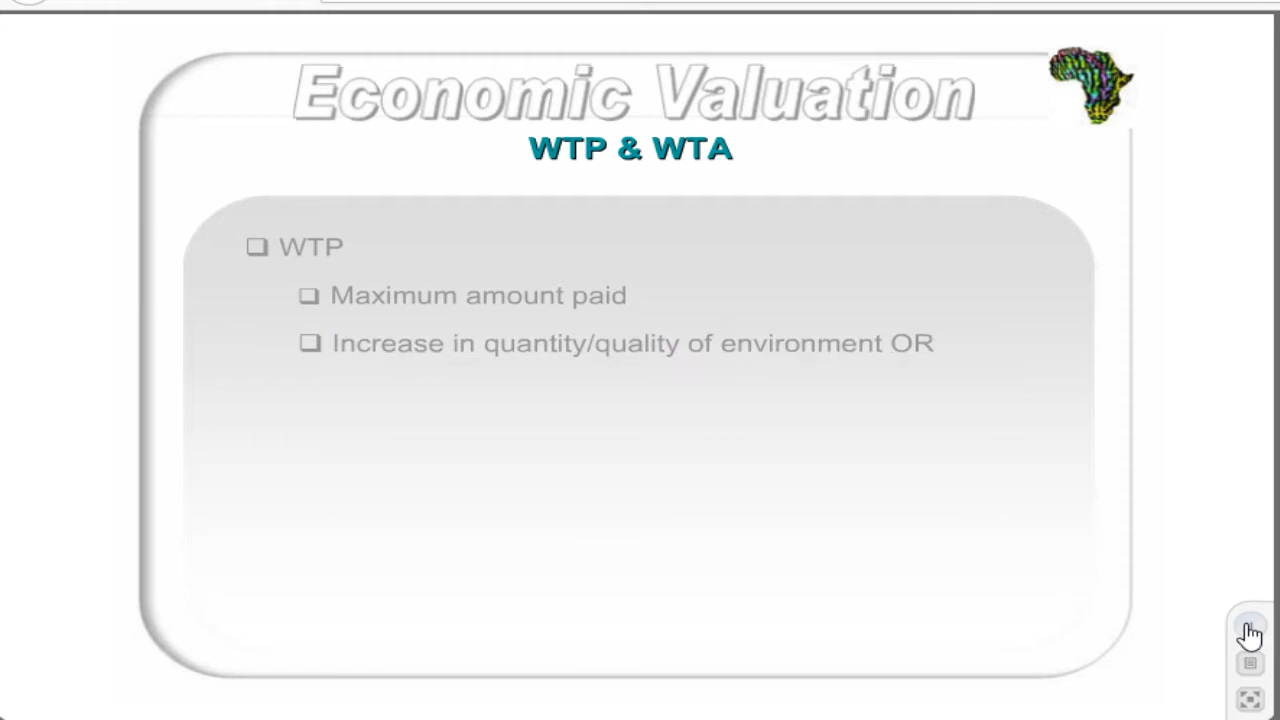 Economic Valuation
WTP & WTA
WTP
Maximum amount paid
Increase in quantity/quality of environment OR